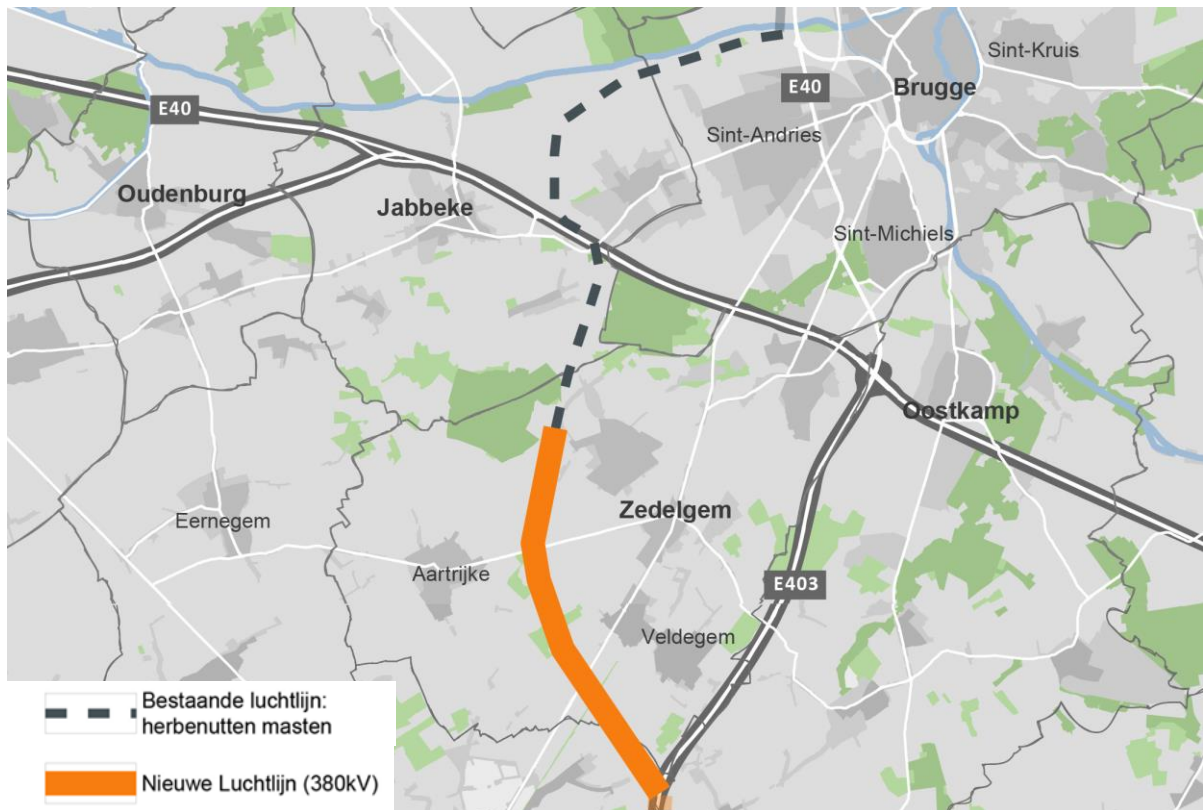 Sint-Kruis
E40
Brugge
E40
Sint-Andries
Oudenburg
Jabbeke
Sint-Michiels
Oostkamp
Zedelgem
Eernegem
Aartrijke
E403
Veldegem
Bestaande luchtlijn:
herbenutten masten
Nieuwe Luchtlijn (380kV)